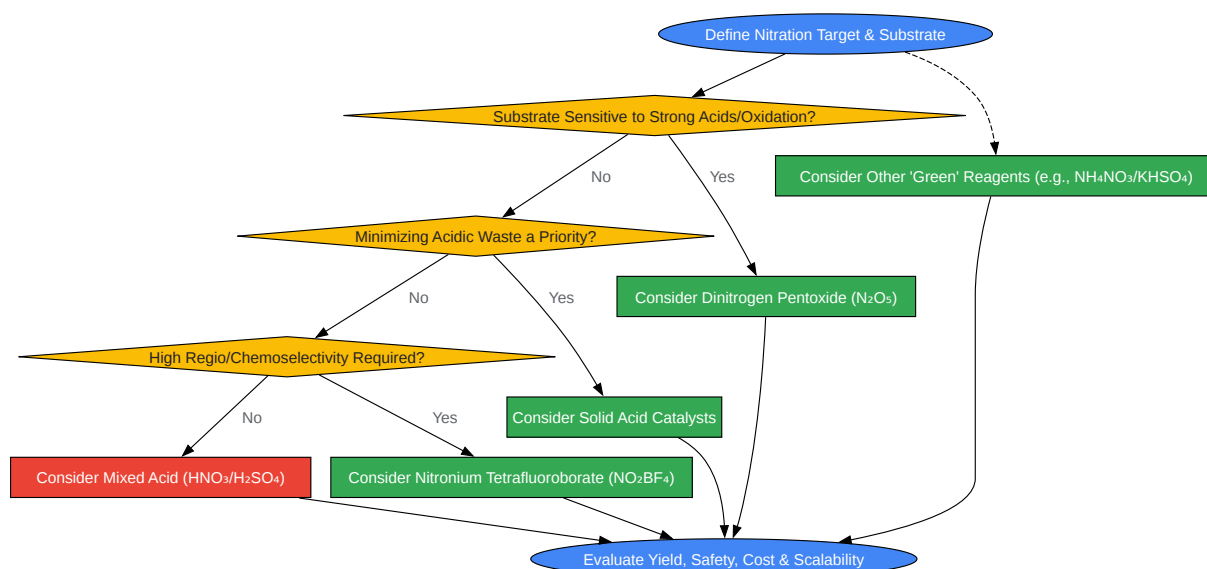 Define Nitration Target & Substrate
Substrate Sensitive to Strong Acids/Oxidation?
No
Yes
Consider Other 'Green' Reagents (e.g., NH₄NO₃/KHSO₄)
Minimizing Acidic Waste a Priority?
No
Yes
Consider Dinitrogen Pentoxide (N₂O₅)
High Regio/Chemoselectivity Required?
No
Yes
Consider Solid Acid Catalysts
Consider Mixed Acid (HNO₃/H₂SO₄)
Consider Nitronium Tetrafluoroborate (NO₂BF₄)
Evaluate Yield, Safety, Cost & Scalability